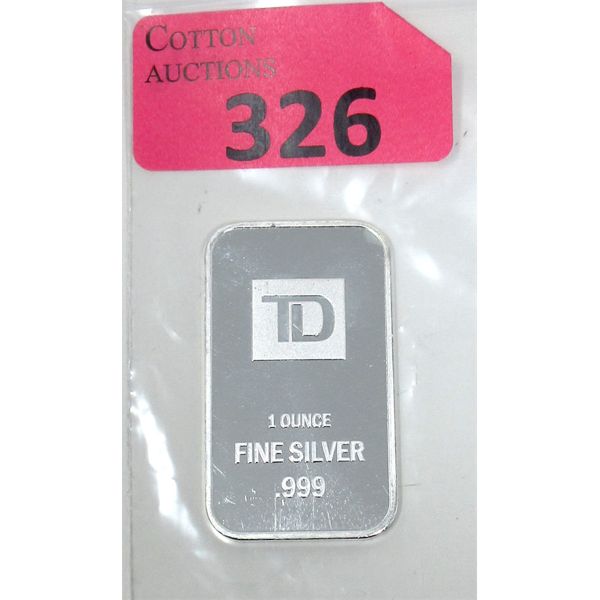 COTTON
AUCTIONS
326
TD
1 OUNCE
FINE SILVER
.999